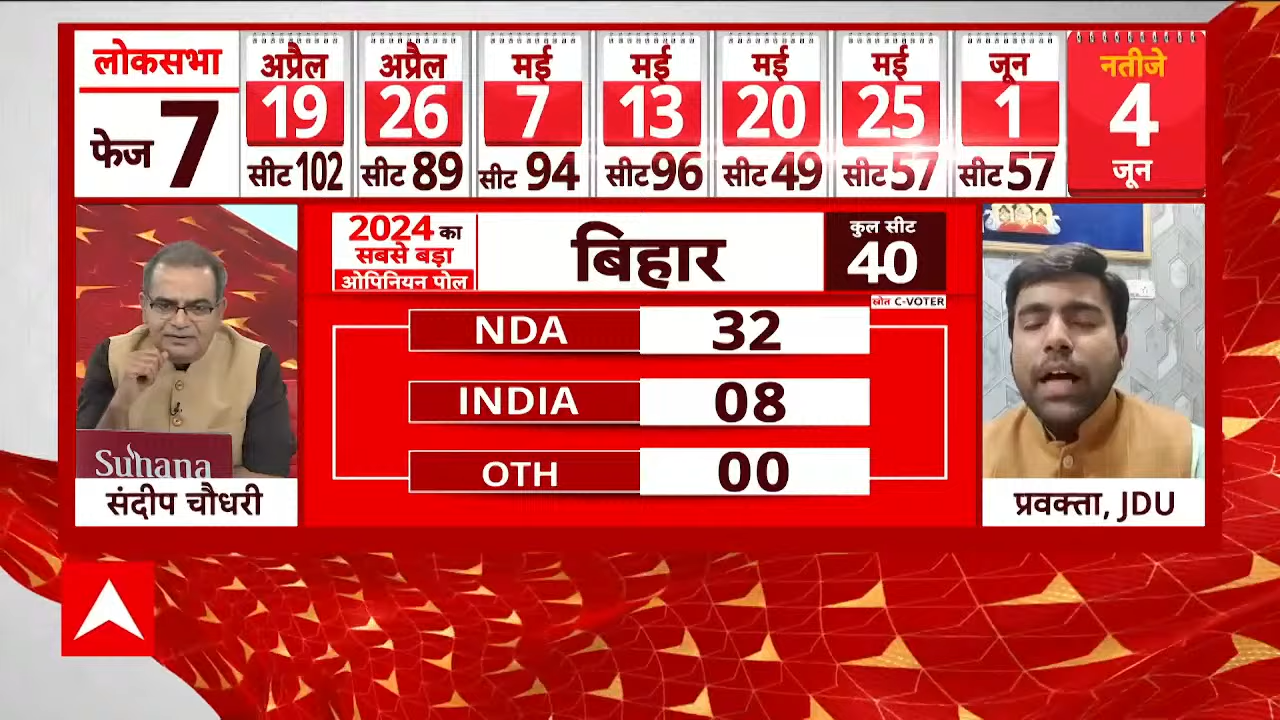 लोकसभा
फेज 7
अप्रैल
19
सीट 102
अप्रैल
26
सीट 89
मई
7
सीट 94
मई
13
सीट 96
मई
20
सीट 49
मई
25
सीट 57
जून
1
सीट 57
नतीजे
4
जून
2024 का
सबसे बड़ा
ओपिनियन पोल
बिहार
कुल सीट
40
स्रोत C-VOTER
NDA 32
INDIA 08
OTH 00
Suhana
संदीप चौधरी
प्रवक्ता, JDU